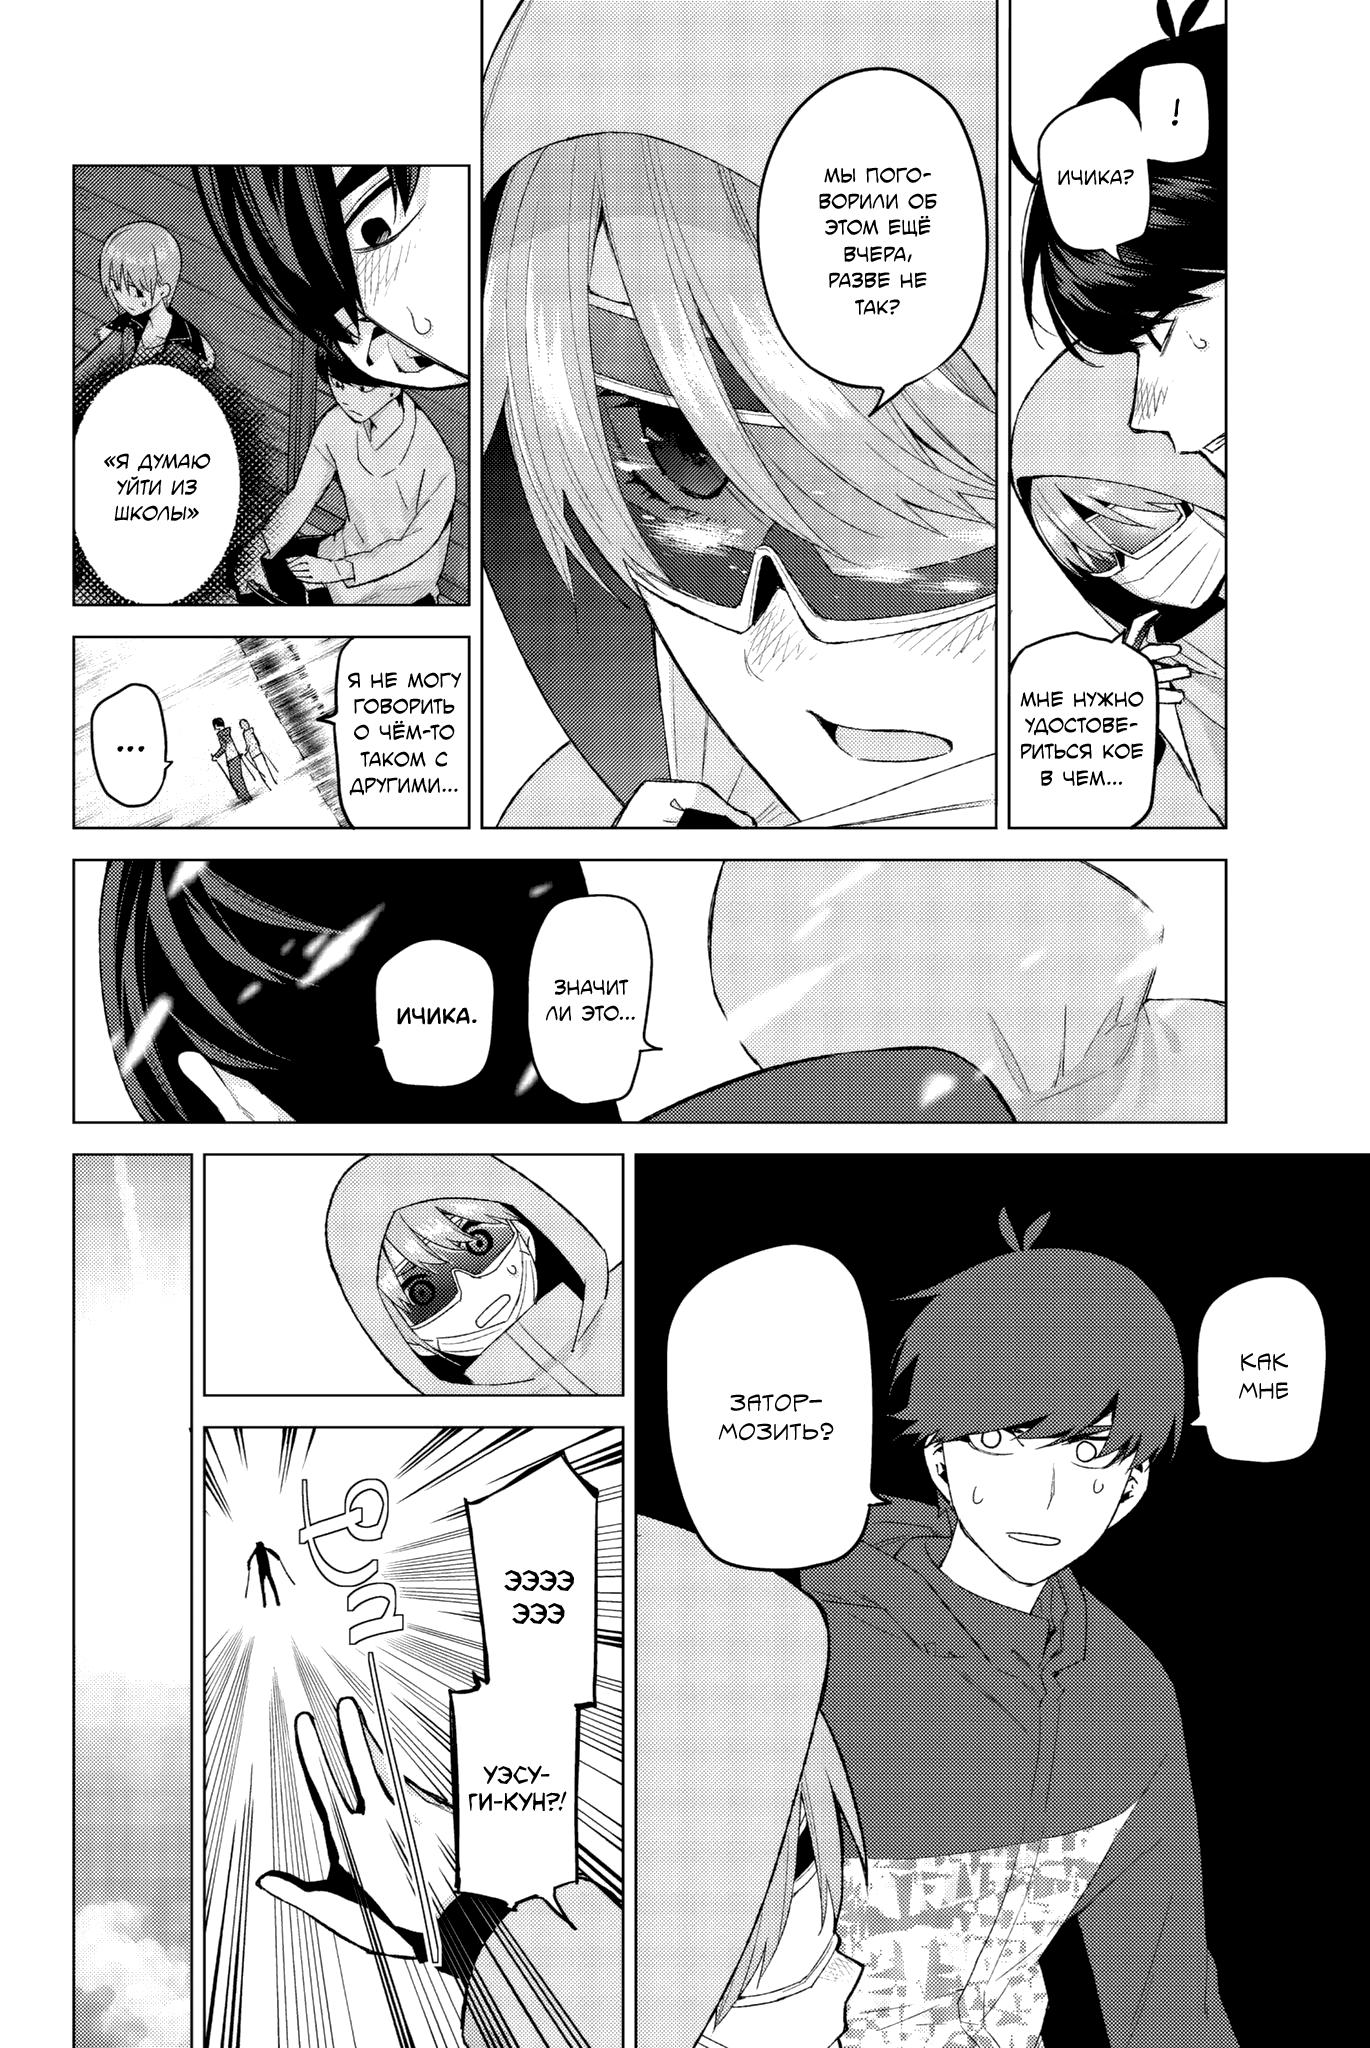 !
ИЧИКА?
МНЕ НУЖНО
УДОСТОВЕ-
РИТЬСЯ КОЕ
В ЧЕМ...
МЫ ПОГО-
ВОРИЛИ ОБ
ЭТОМ ЕЩЁ
ВЧЕРА,
РАЗВЕ НЕ
ТАК?
«Я ДУМАЮ
УЙТИ ИЗ
ШКОЛЫ»
Я НЕ МОГУ
ГОВОРИТЬ
О ЧЁМ-ТО
ТАКОМ С
ДРУГИМИ...
...
ЗНАЧИТ
ЛИ ЭТО...
ИЧИКА.
КАК
МНЕ
ЗАТОР-
МОЗИТЬ?
ЭЭЭЭ
ЭЭЭ
УЭСУ-
ГИ-КУН?!